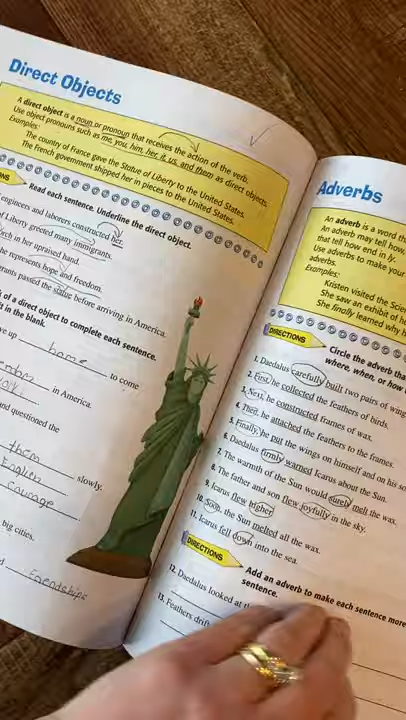 Direct Objects
A direct object is a noun or pronoun that receives the action of the verb.
Use object pronouns such as me, you, him, her, it, us, and them as direct objects.
Examples:
The country of France gave the Statue of Liberty to the United States.
The French government shipped her in pieces to the United States.
Read each sentence. Underline the direct object.
engineers and laborers constructed her.
Liberty greeted many immigrants.
torch in her upraised hand.
he represents hope and freedom.
passed the statue before arriving in America.
of a direct object to complete each sentence.
in the blank.
ve up home to come
in America.
and questioned the
them slowly.
English
Courage
big cities.
Friendships
Adverbs
An adverb is a word th
An adverb may tell how
that tell how end in ly.
Use adverbs to make your
adverbs.
Examples:
Kristen visited the Scien
She saw an exhibit of h
She finally learned why h
DIRECTIONS
Circle the adverb tha
where, when, or how
1. Daedalus carefully built two pairs of wing
2. First, he collected the feathers of birds.
3. Next, he constructed frames of wax.
4. Then, he attached the feathers to the frames.
5. Finally, he put the wings on himself and on his so
6. Daedalus firmly warned Icarus about the Sun.
7. The warmth of the Sun would surely melt the wax.
8. The father and son flew joyfully in the sky.
9. Icarus flew higher.
10. Soon, the Sun melted all the wax.
11. Icarus fell down into the sea.
DIRECTIONS
Add an adverb to make each sentence more
sentence.
12. Daedalus looked at
13. Feathers drift